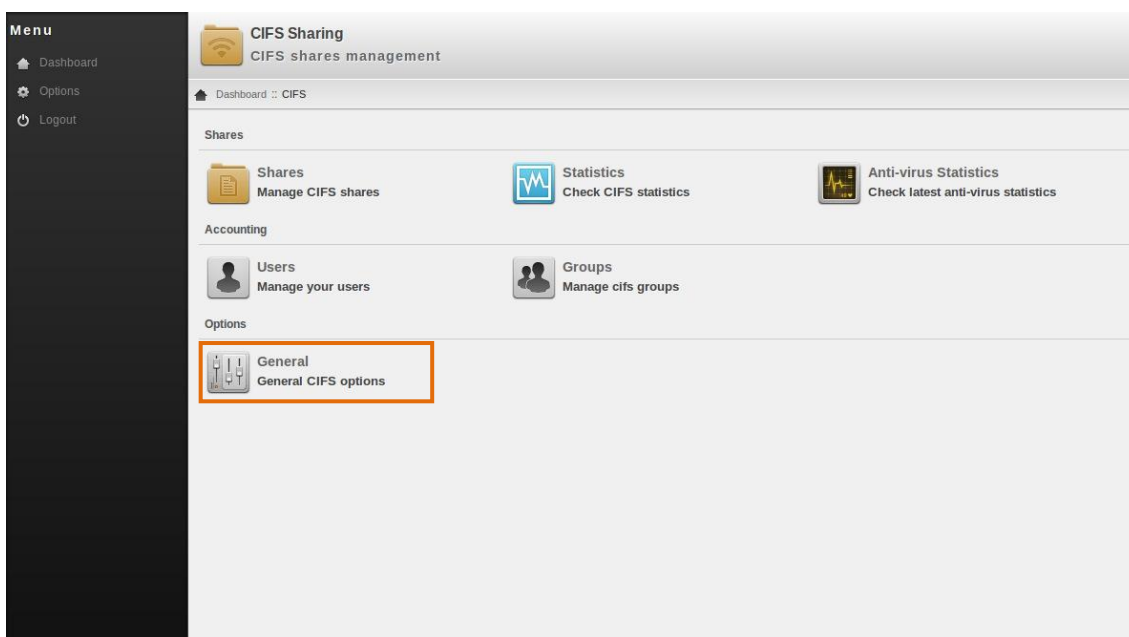 Menu
Dashboard
Options
Logout
CIFS Sharing
CIFS shares management
Dashboard :: CIFS
Shares
Shares
Manage CIFS shares
Statistics
Check CIFS statistics
Anti-virus Statistics
Check latest anti-virus statistics
Accounting
Users
Manage your users
Groups
Manage cifs groups
Options
General
General CIFS options